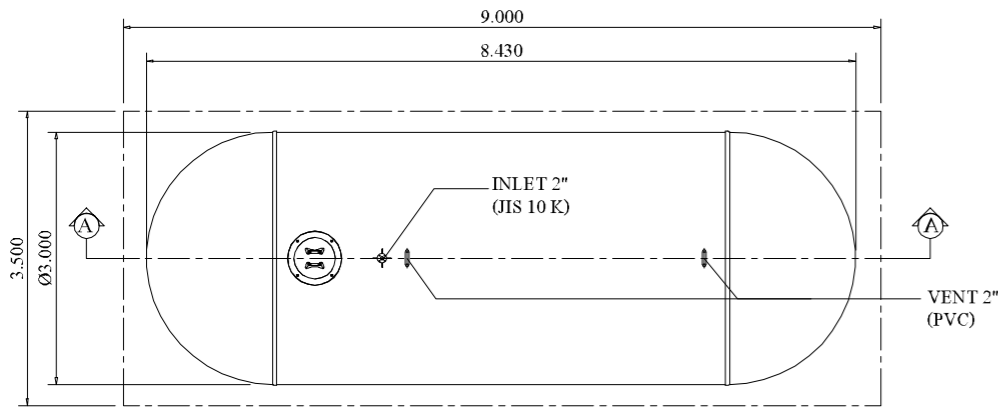 9.000
8.430
INLET 2"
(JIS 10 K)
A
A
3.500
Ø3.000
VENT 2"
(PVC)